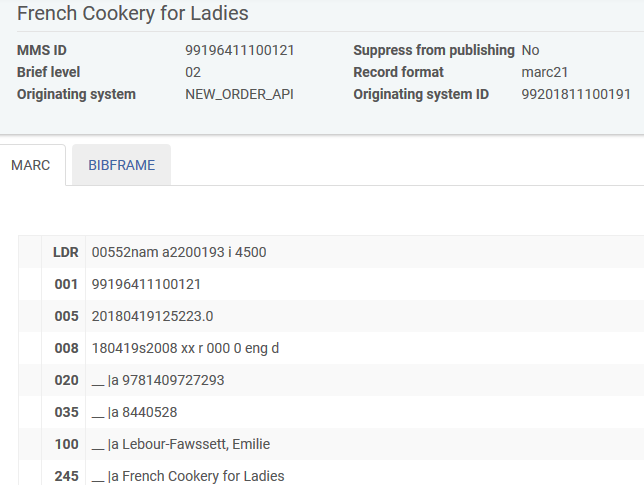 French Cookery for Ladies
MMS ID 99196411100121 Suppress from publishing No
Brief level 02 Record format marc21
Originating system NEW_ORDER_API Originating system ID 99201811100191
MARC BIBFRAME
LDR 00552nam a2200193 i 4500
001 99196411100121
005 20180419125223.0
008 180419s2008 xx r 000 0 eng d
020 __ |a 9781409727293
035 __ |a 8440528
100 __ |a Lebour-Fawssett, Emilie
245 __ |a French Cookery for Ladies